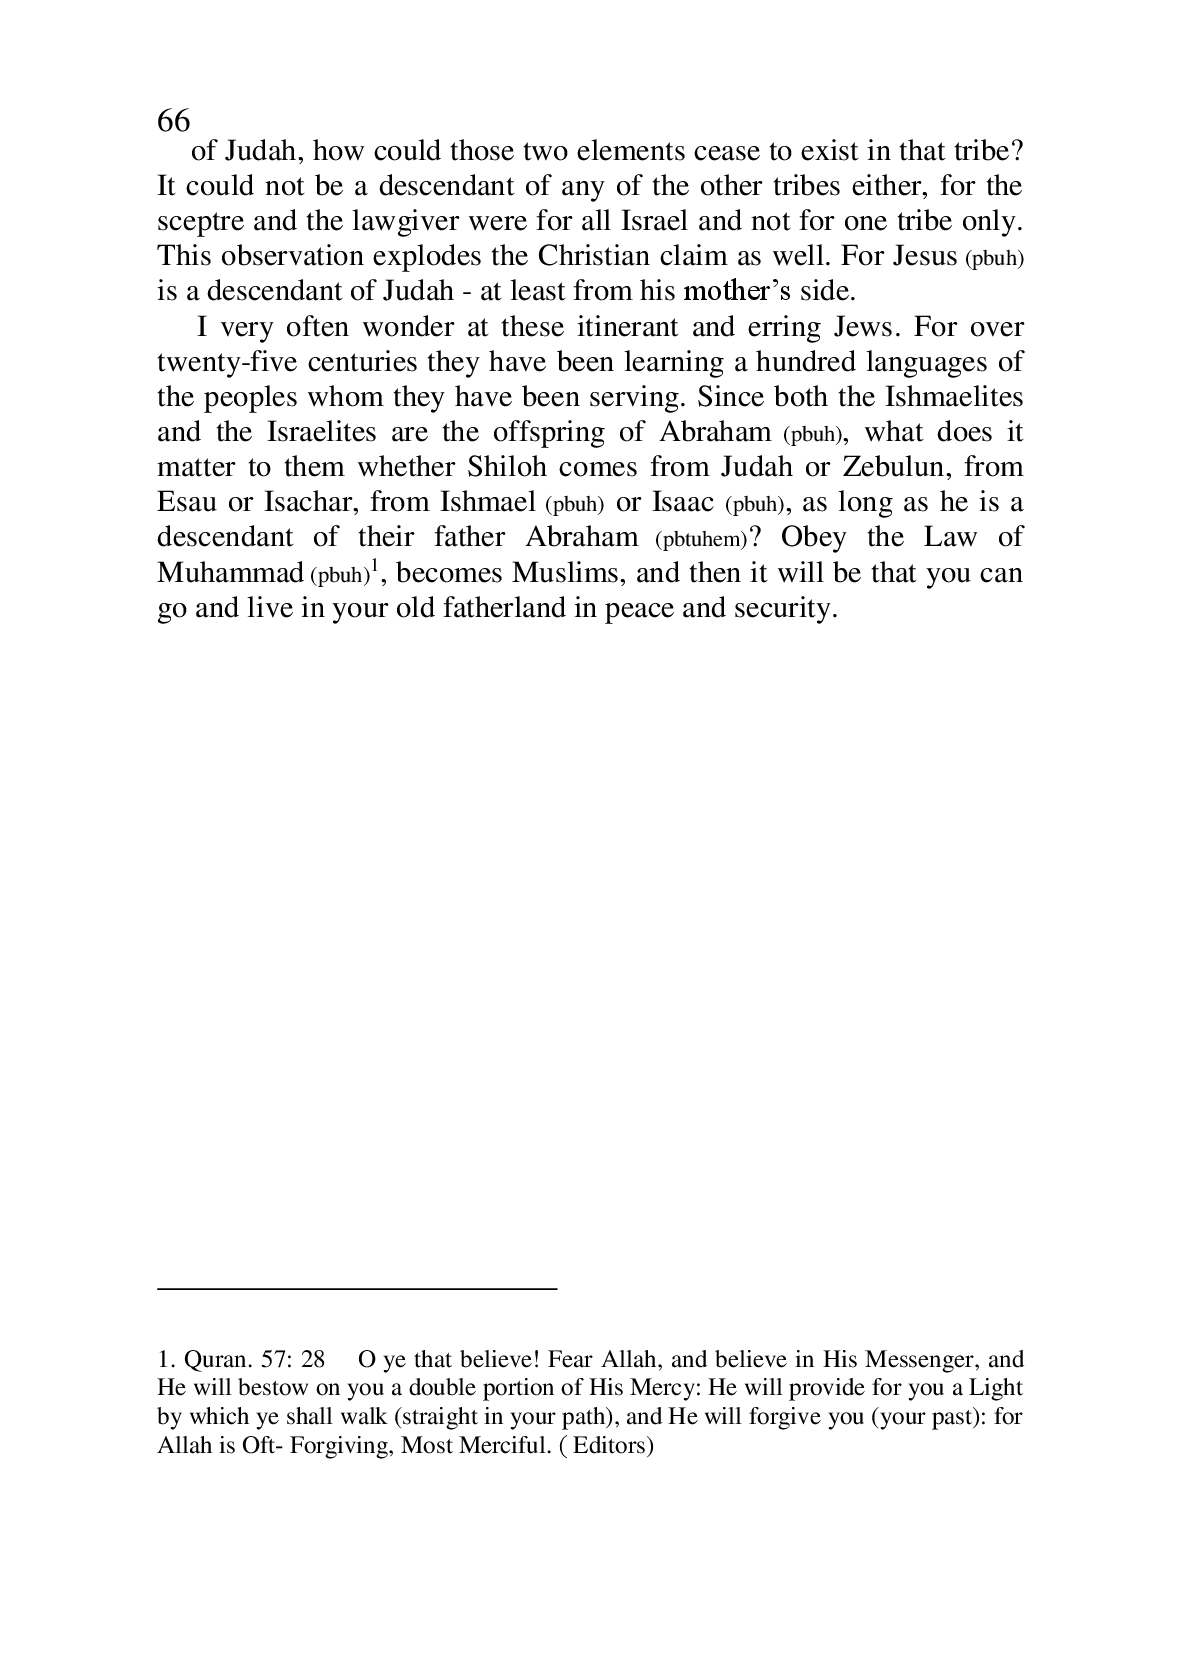 66
of Judah, how could those two elements cease to exist in that tribe?
It could not be a descendant of any of the other tribes either, for the
sceptre and the lawgiver were for all Israel and not for one tribe only.
This observation explodes the Christian claim as well. For Jesus (pbuh)
is a descendant of Judah - at least from his mother’s side.
I very often wonder at these itinerant and erring Jews. For over
twenty-five centuries they have been learning a hundred languages of
the peoples whom they have been serving. Since both the Ishmaelites
and the Israelites are the offspring of Abraham (pbuh), what does it
matter to them whether Shiloh comes from Judah or Zebulun, from
Esau or Isachar, from Ishmael (pbuh) or Isaac (pbuh), as long as he is a
descendant of their father Abraham (pbtuhem)? Obey the Law of
Muhammad (pbuh)¹, becomes Muslims, and then it will be that you can
go and live in your old fatherland in peace and security.
1. Quran. 57: 28 O ye that believe! Fear Allah, and believe in His Messenger, and
He will bestow on you a double portion of His Mercy: He will provide for you a Light
by which ye shall walk (straight in your path), and He will forgive you (your past): for
Allah is Oft- Forgiving, Most Merciful. ( Editors)